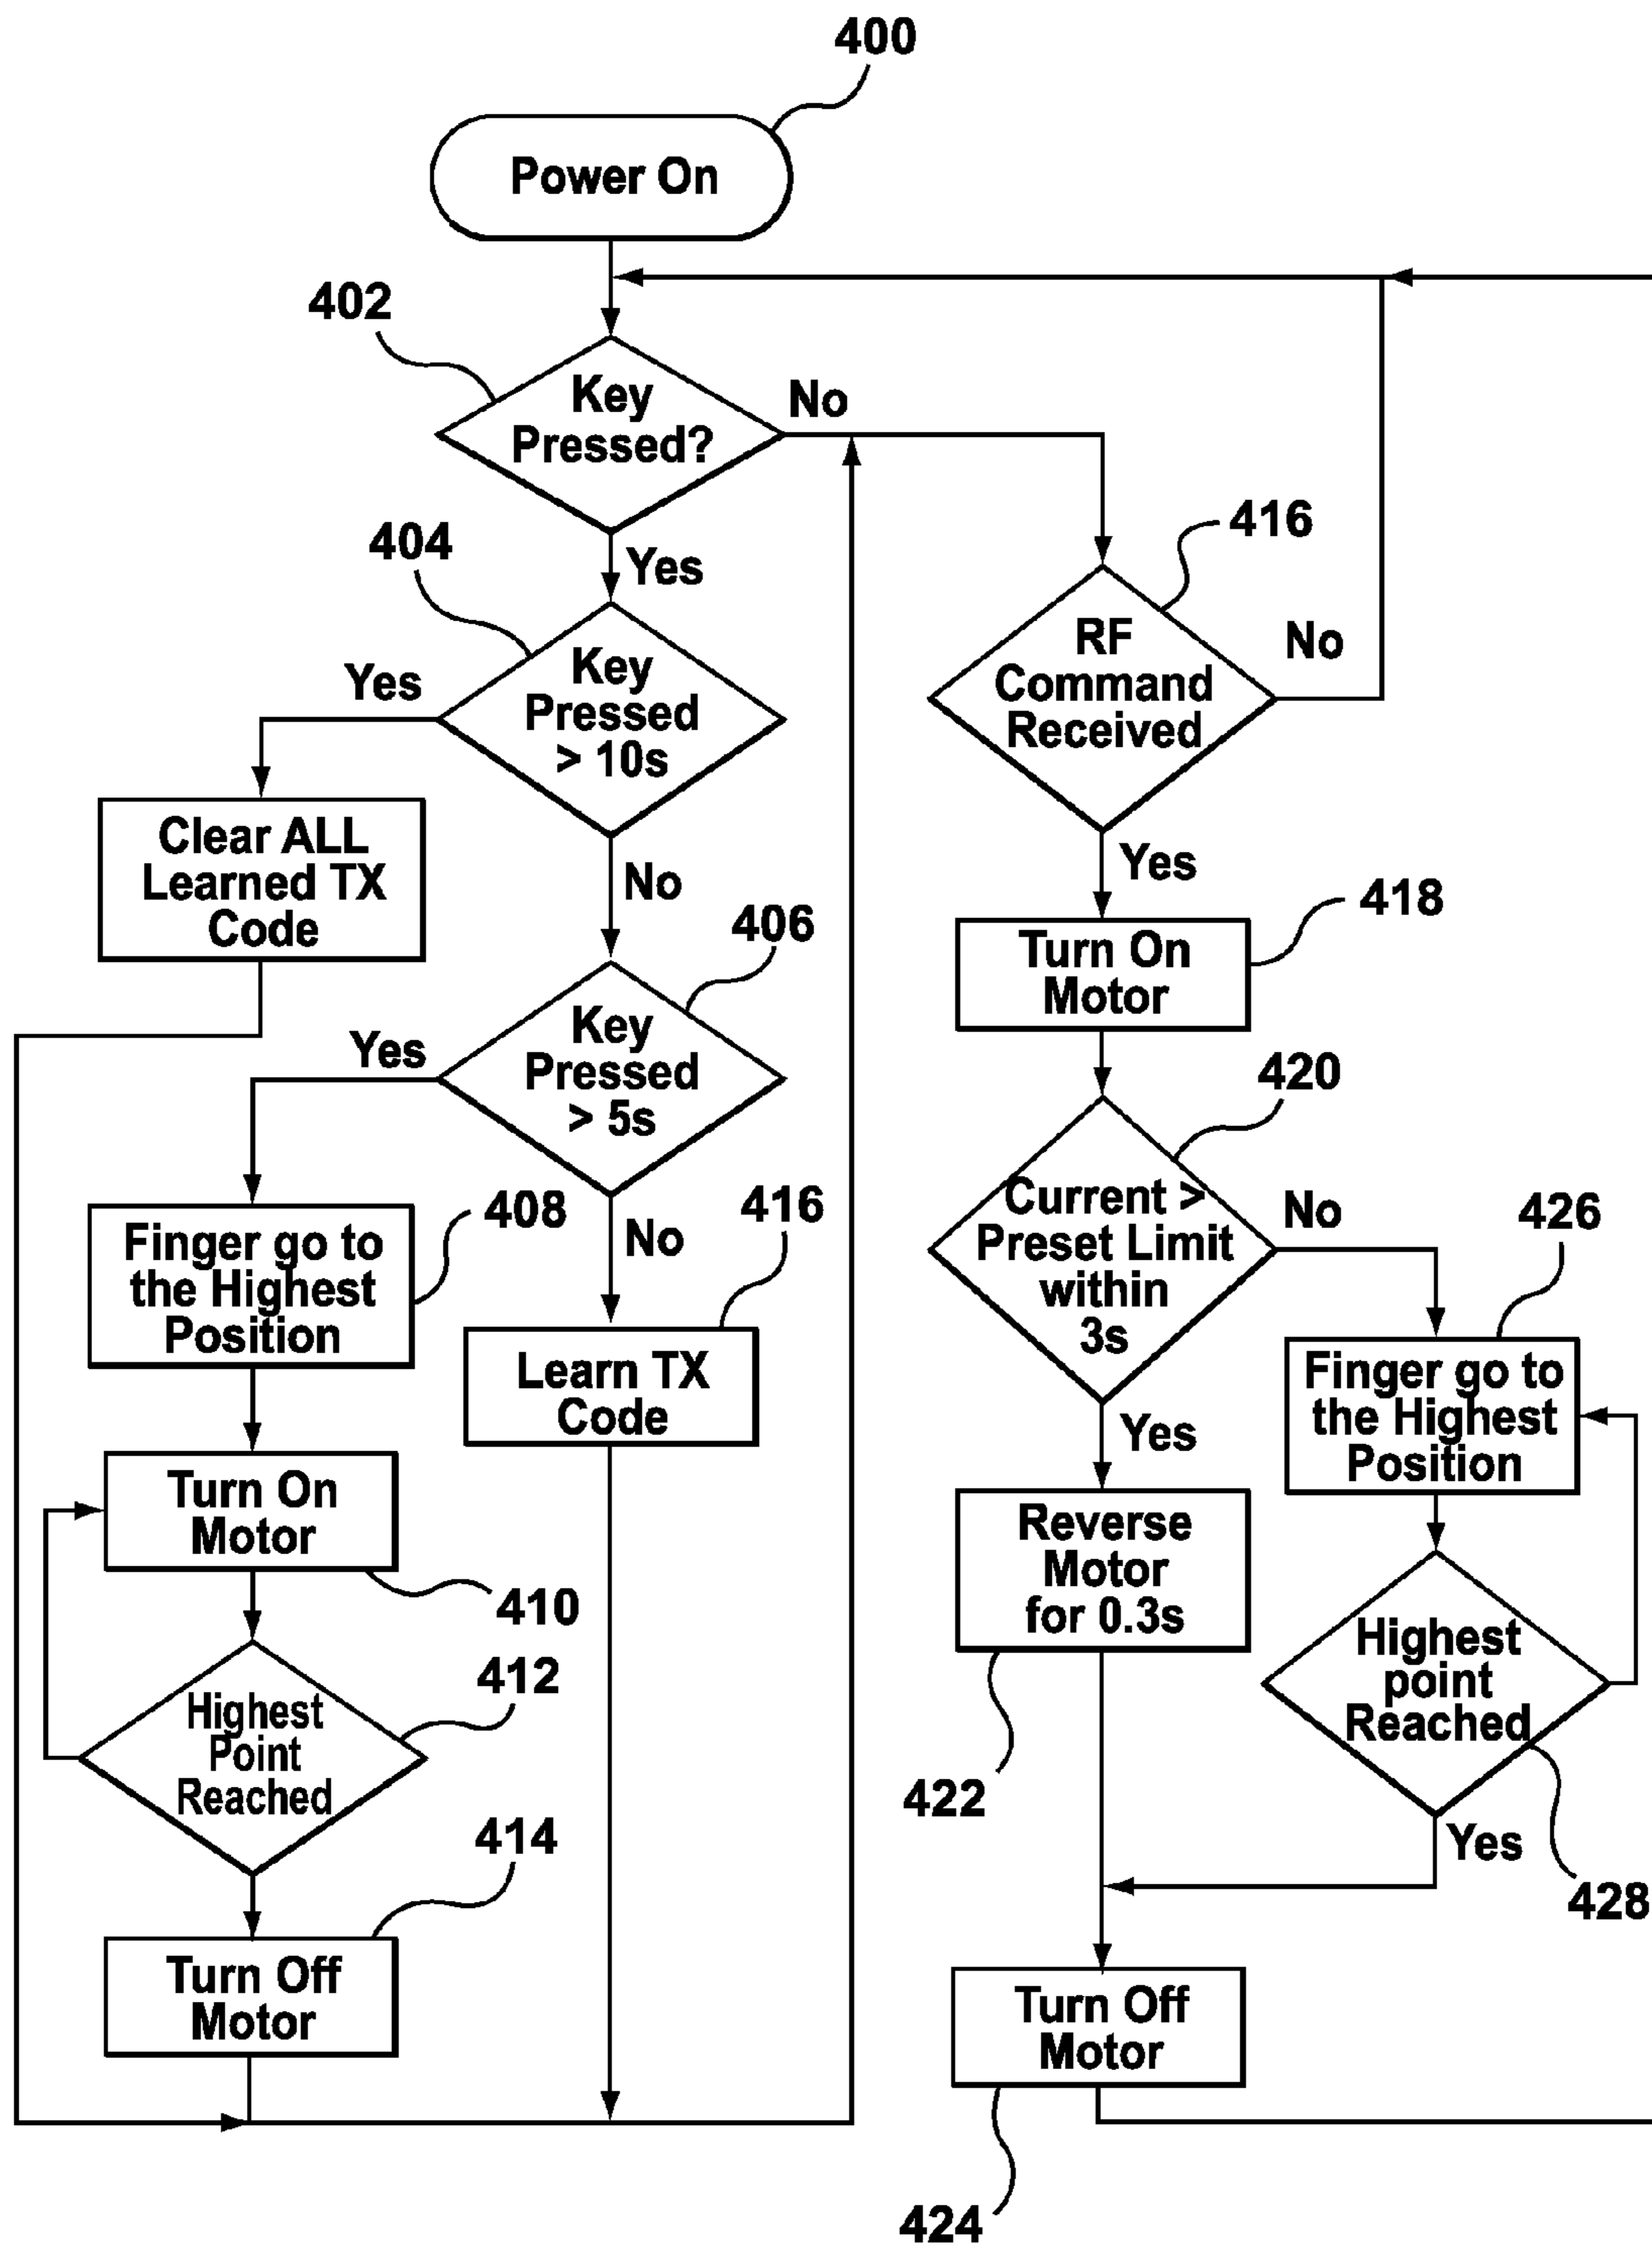 400
Power On
402
Key
Pressed?
No
Yes
404
Key
Pressed
> 10s
Yes
No
Clear ALL
Learned TX
Code
406
Key
Pressed
> 5s
Yes
No
408
Finger go to
the Highest
Position
416
Learn TX
Code
Turn On
Motor
410
412
Highest
Point
Reached
414
Turn Off
Motor
416
RF
Command
Received
No
Yes
418
Turn On
Motor
420
Current >
Preset Limit
within
3s
No
Yes
426
Finger go to
the Highest
Position
Reverse
Motor
for 0.3s
422
Highest
point
Reached
Yes
428
Turn Off
Motor
424